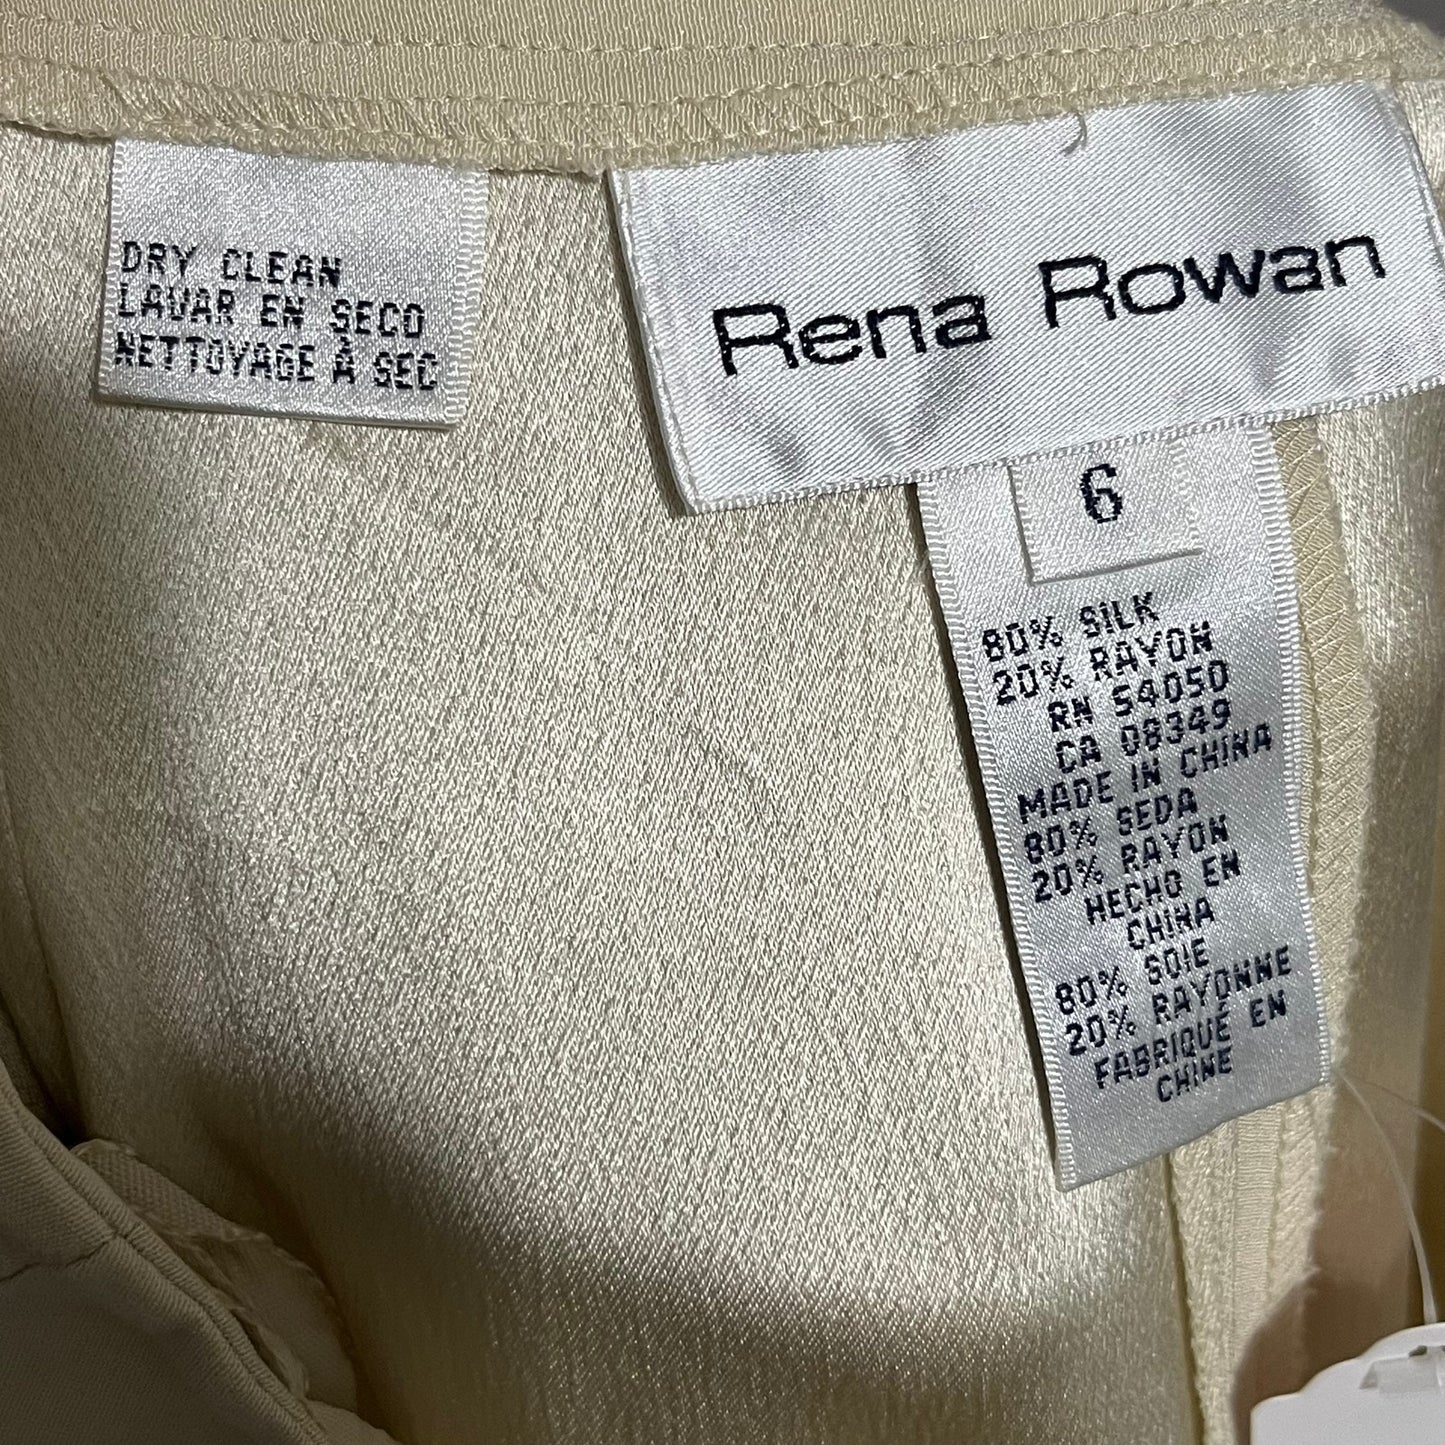 DRY CLEAN
LAVAR EN SECO
NETTOYAGE À SEC
Rena Rowan
6
80% SILK
20% RAYON
RN 54050
CA 08349
MADE IN CHINA
80% SEDA
20% RAYON
HECHO EN
CHINA
80% SOIE
20% RAYONNE
FABRIQUÉ EN
CHINE